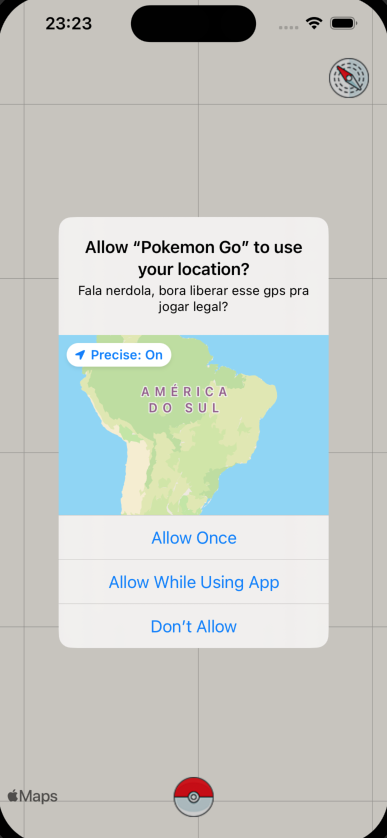 23:23
Allow “Pokemon Go” to use
your location?
Fala nerdola, bora liberar esse gps pra
jogar legal?
Precise: On
AMÉRICA
DO SUL
Allow Once
Allow While Using App
Don’t Allow
Maps